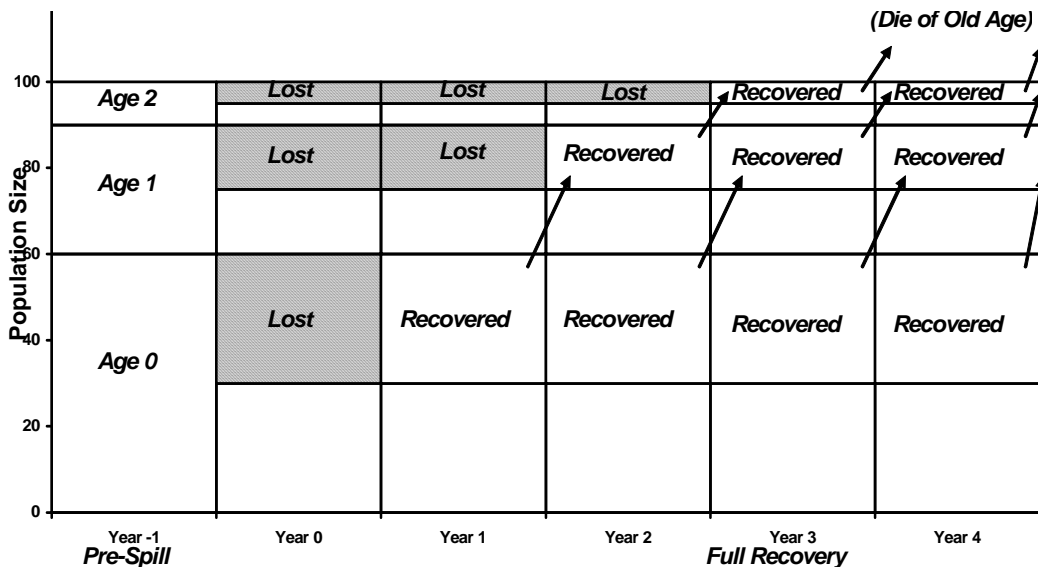 (Die of Old Age)
100
Age 2
Lost
Lost
Lost
Recovered
Recovered
80
Age 1
Lost
Lost
Recovered
Recovered
Recovered
Population Size
60
Age 0
Lost
Recovered
Recovered
Recovered
Recovered
40
20
0
Year -1
Year 0
Year 1
Year 2
Year 3
Year 4
Pre-Spill
Full Recovery